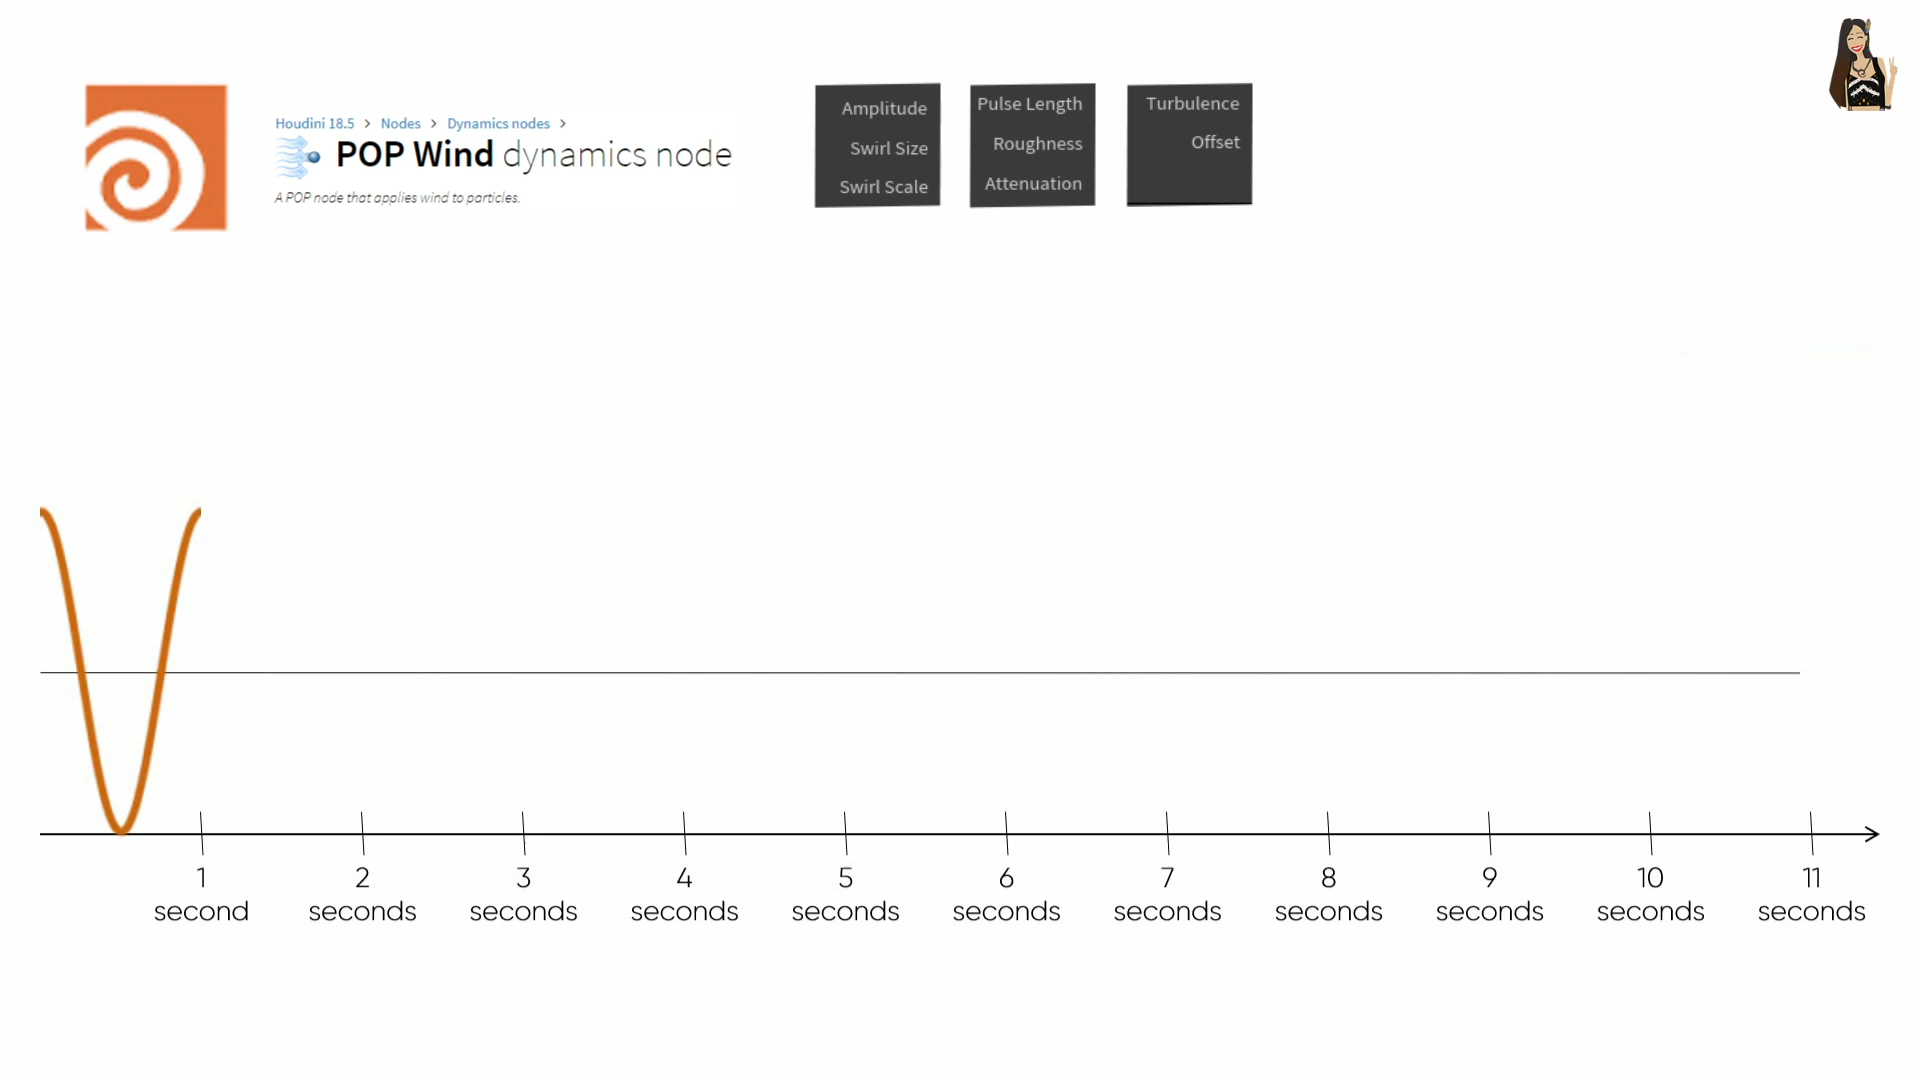 Houdini 18.5 > Nodes > Dynamics nodes >
POP Wind dynamics node
A POP node that applies wind to particles.
Amplitude
Swirl Size
Swirl Scale
Pulse Length
Roughness
Attenuation
Turbulence
Offset
1 second
2 seconds
3 seconds
4 seconds
5 seconds
6 seconds
7 seconds
8 seconds
9 seconds
10 seconds
11 seconds